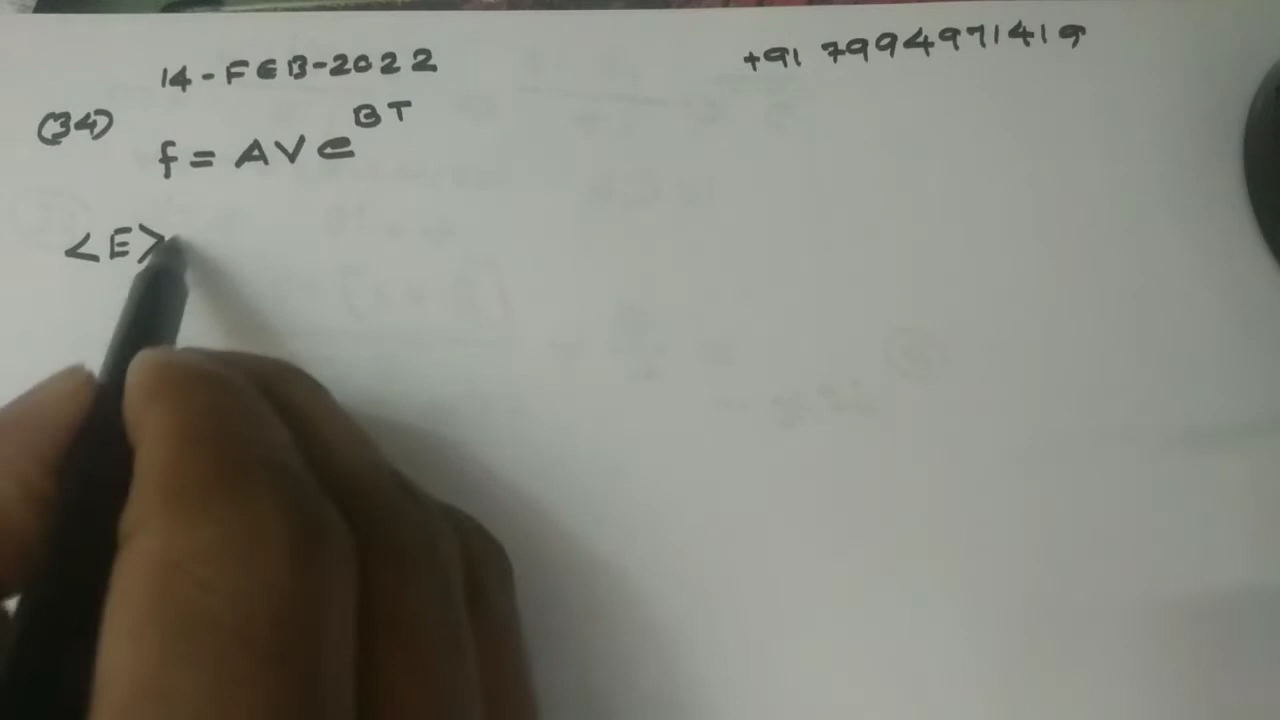 14-FEB-2022
+91 7994971419
(34)
f = AVe^BT
<E>